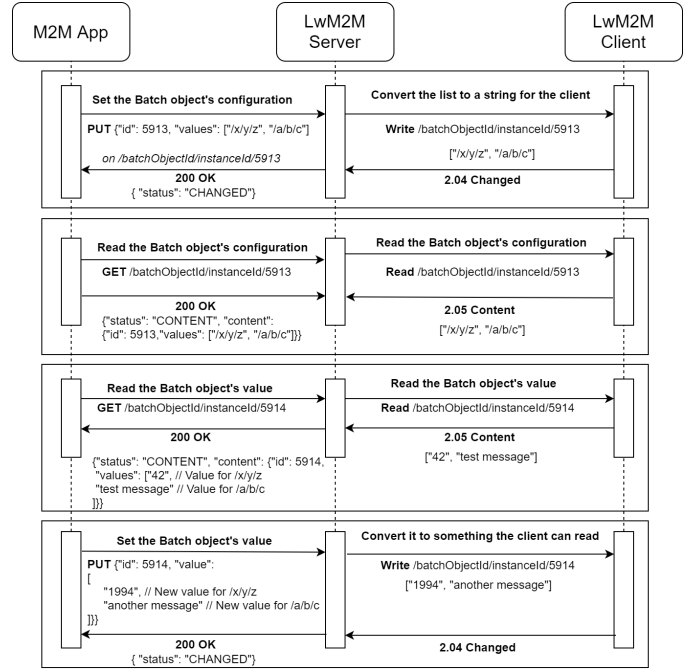 M2M App
LwM2M
Server
LwM2M
Client
Set the Batch object's configuration
Convert the list to a string for the client
PUT {"id": 5913, "values": ["/x/y/z", "/a/b/c"]
Write /batchObjectId/instanceId/5913
on /batchObjectId/instanceId/5913
["/x/y/z", "/a/b/c"]
200 OK
{ "status": "CHANGED"}
2.04 Changed
Read the Batch object's configuration
Read the Batch object's configuration
GET /batchObjectId/instanceId/5913
Read /batchObjectId/instanceId/5913
200 OK
2.05 Content
{"status": "CONTENT", "content":
{"id": 5913,"values": ["/x/y/z", "/a/b/c"]}}
["/x/y/z", "/a/b/c"]
Read the Batch object's value
Read the Batch object's value
GET /batchObjectId/instanceId/5914
Read /batchObjectId/instanceId/5914
200 OK
2.05 Content
["42", "test message"]
{"status": "CONTENT", "content": {"id": 5914,
"values": ["42", // Value for /x/y/z
"test message" // Value for /a/b/c
]}}
Set the Batch object's value
Convert it to something the client can read
PUT {"id": 5914, "value":
Write /batchObjectId/instanceId/5914
[
"1994", // New value for /x/y/z
"another message" // New value for /a/b/c
]}}
["1994", "another message"]
200 OK
{ "status": "CHANGED"}
2.04 Changed